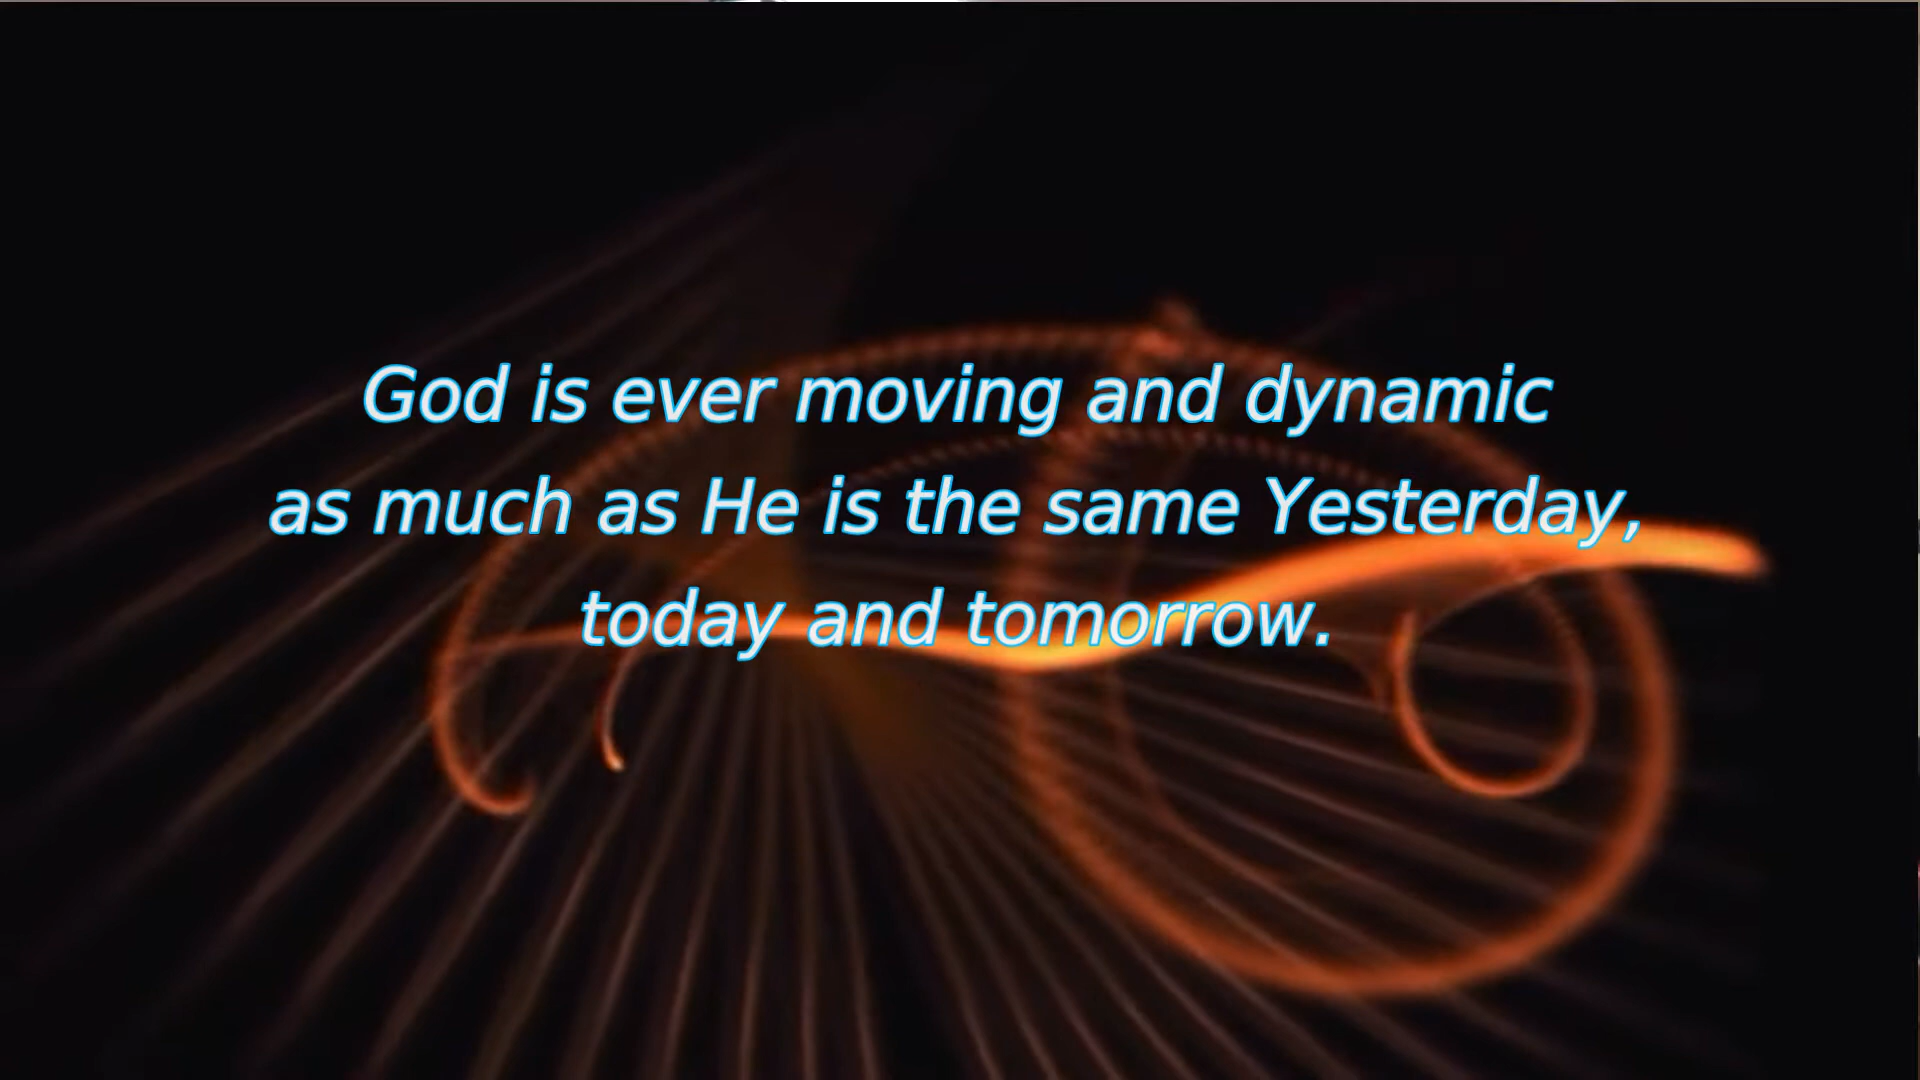 God is ever moving and dynamic
as much as He is the same Yesterday,
today and tomorrow.